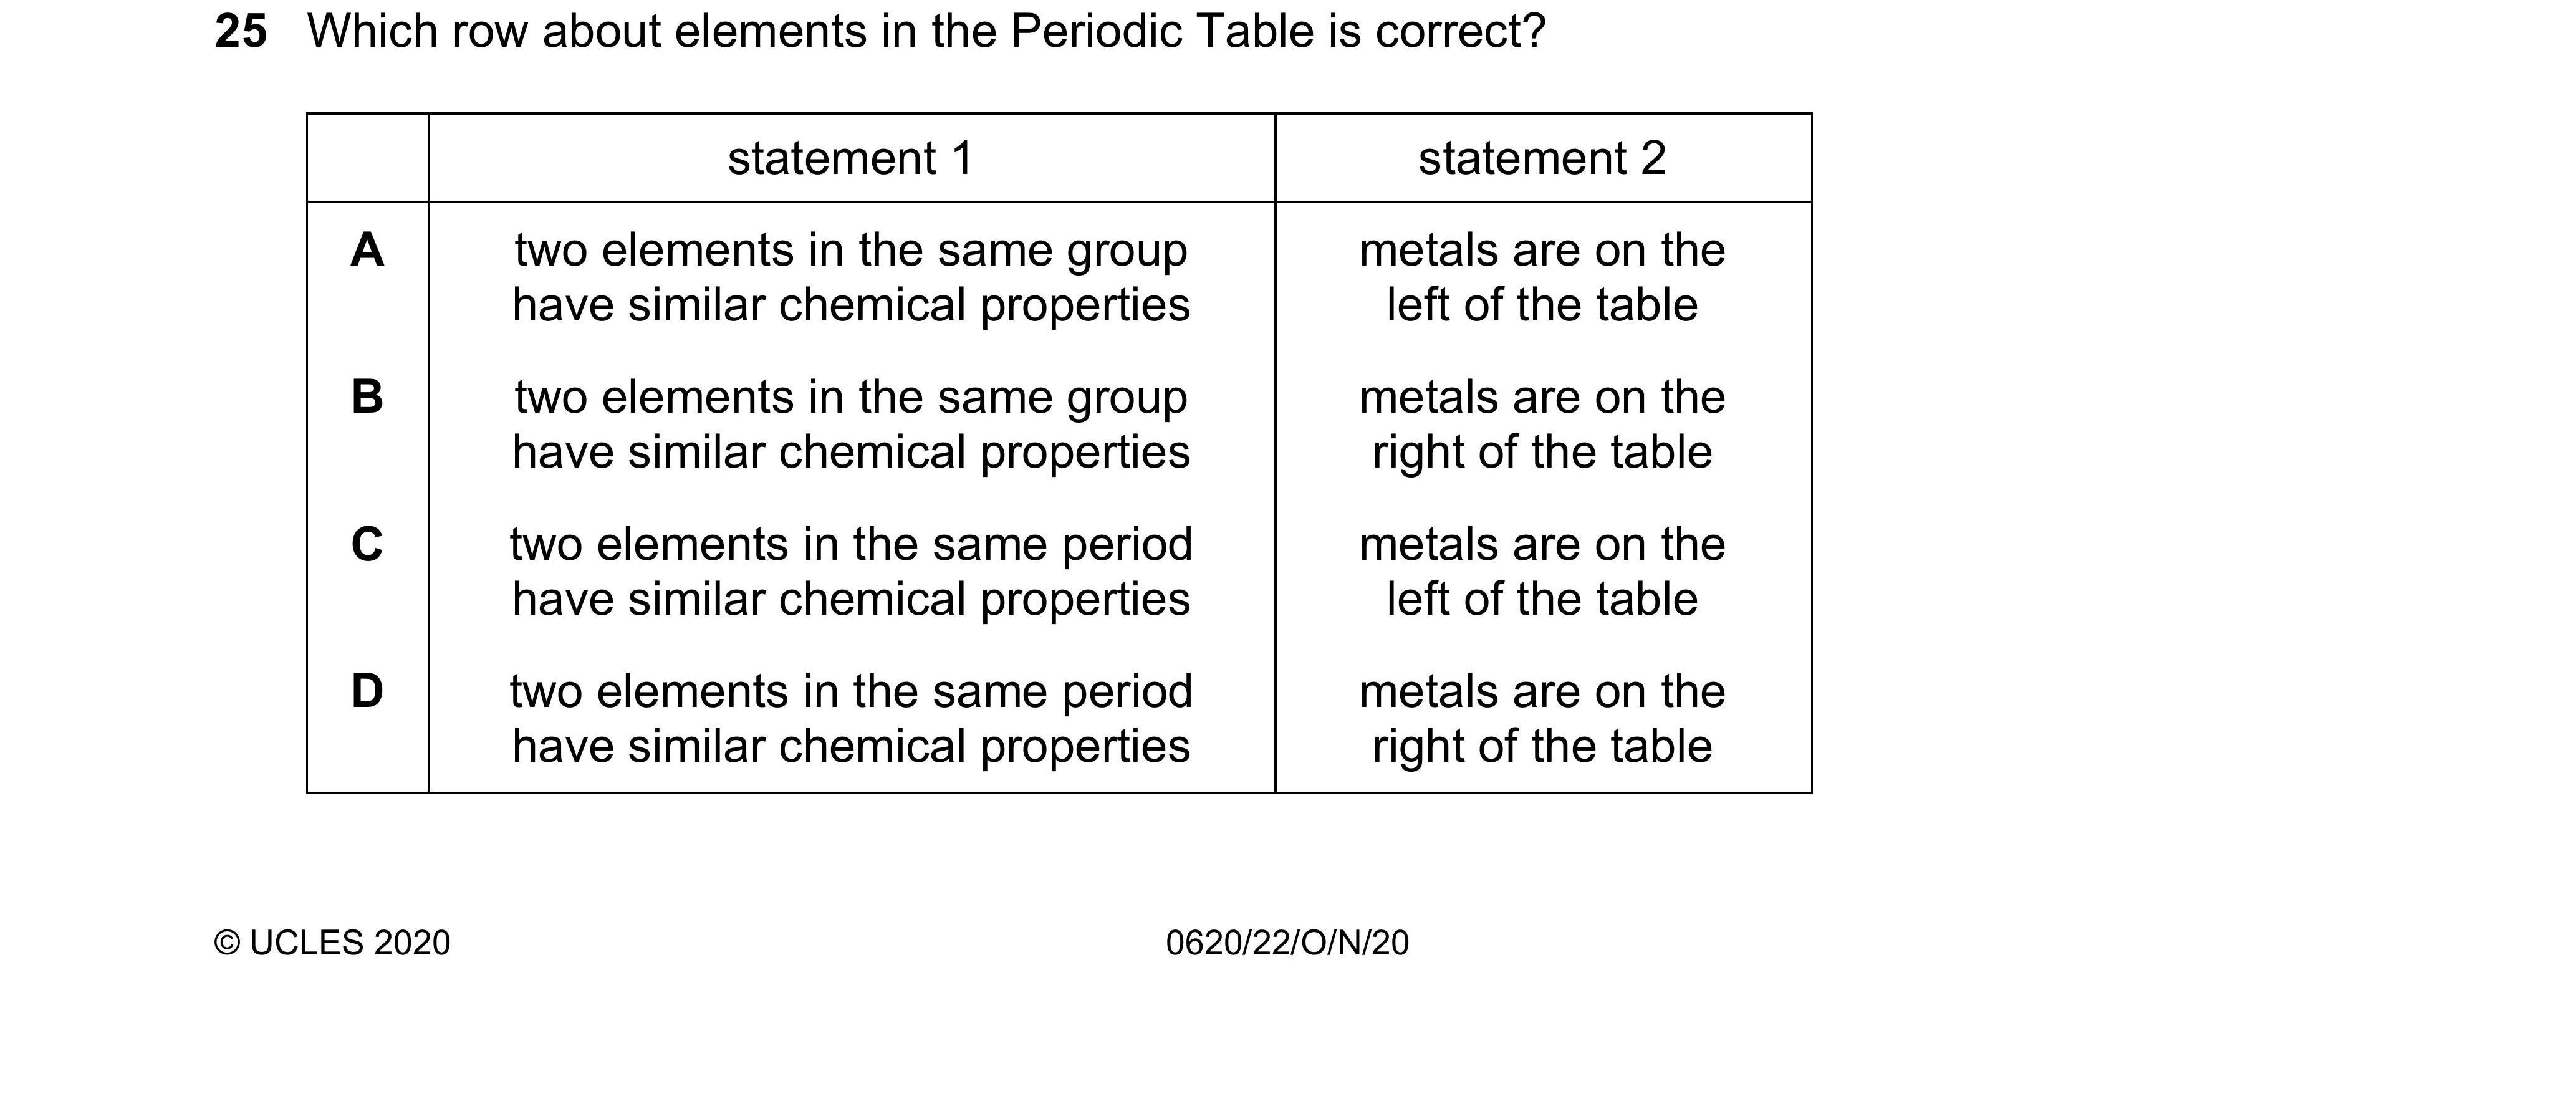 25 Which row about elements in the Periodic Table is correct?
statement 1 statement 2
A two elements in the same group metals are on the
have similar chemical properties left of the table
B two elements in the same group metals are on the
have similar chemical properties right of the table
C two elements in the same period metals are on the
have similar chemical properties left of the table
D two elements in the same period metals are on the
have similar chemical properties right of the table
© UCLES 2020 0620/22/O/N/20